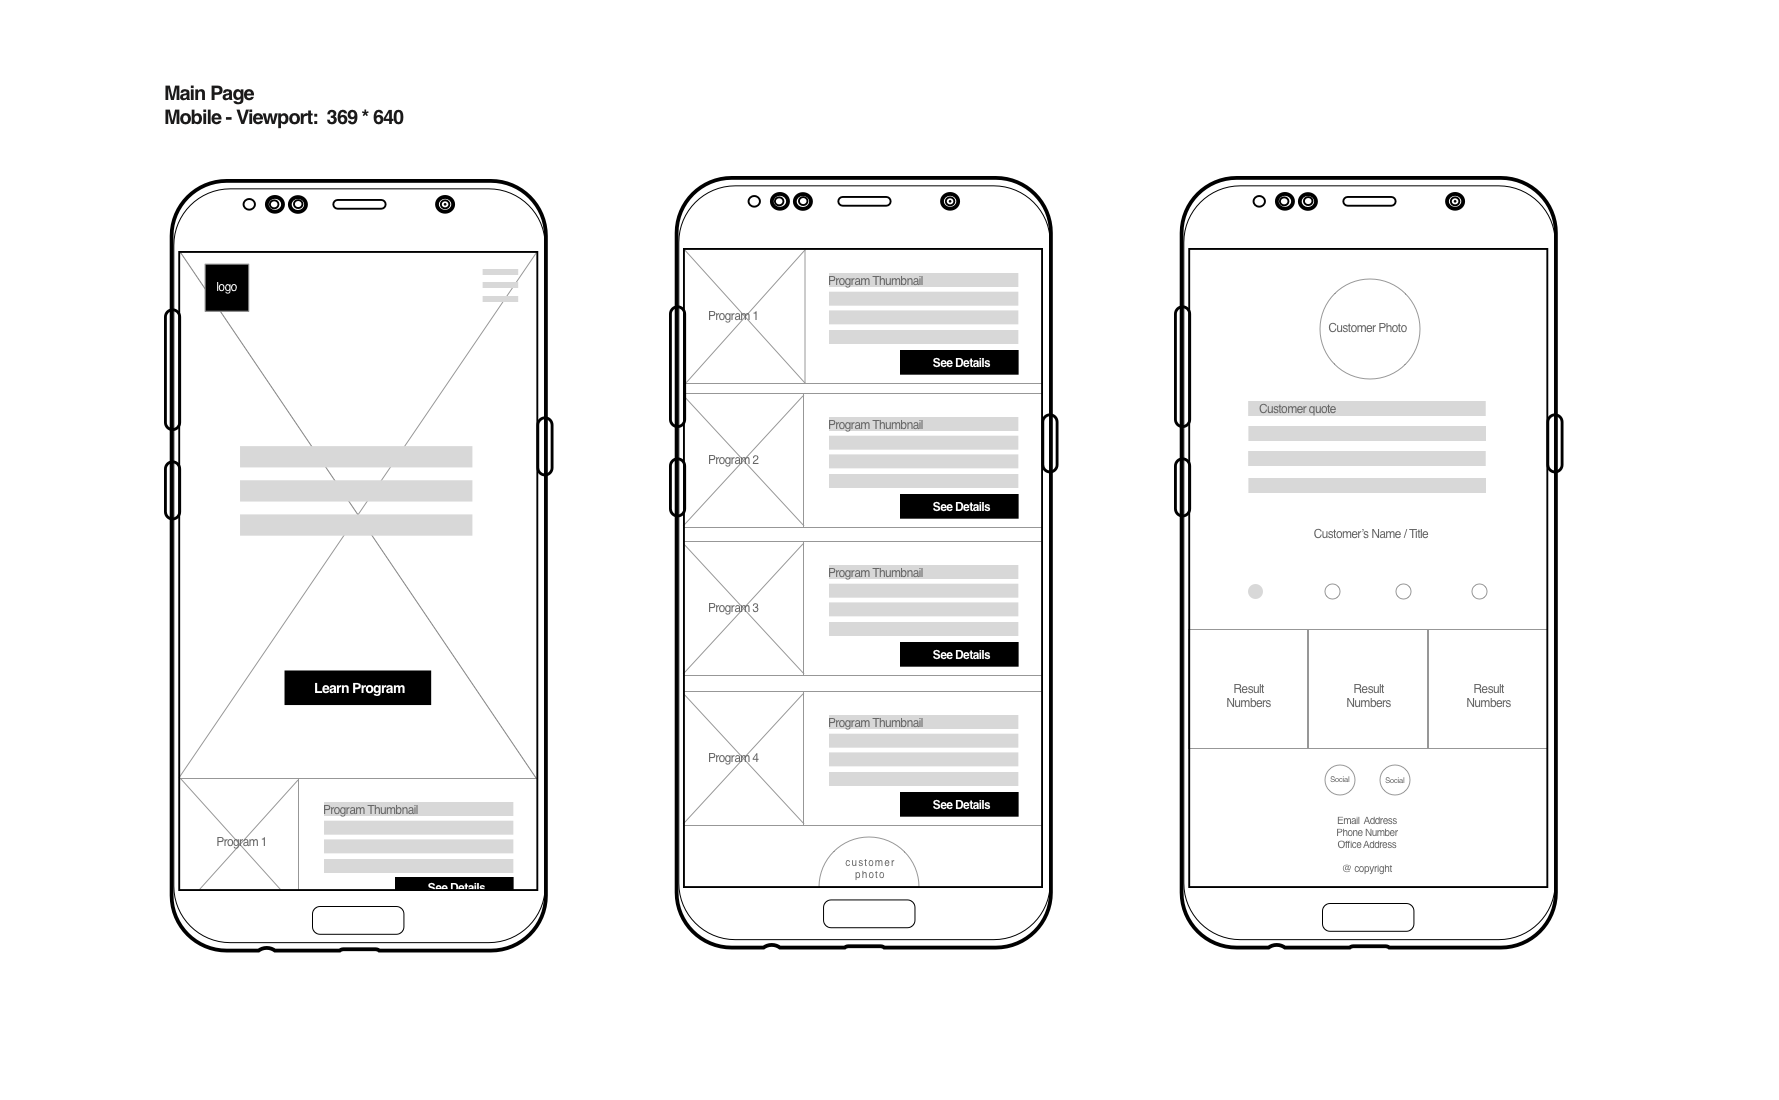 Main Page
Mobile - Viewport: 369 * 640
logo
Learn Program
Program 1
Program Thumbnail
See Details
Program 1
Program Thumbnail
See Details
Program 2
Program Thumbnail
See Details
Program 3
Program Thumbnail
See Details
Program 4
Program Thumbnail
See Details
customer
photo
Customer Photo
Customer quote
Customer's Name / Title
Result
Numbers
Result
Numbers
Result
Numbers
Social
Social
Email Address
Phone Number
Office Address
@ copyright